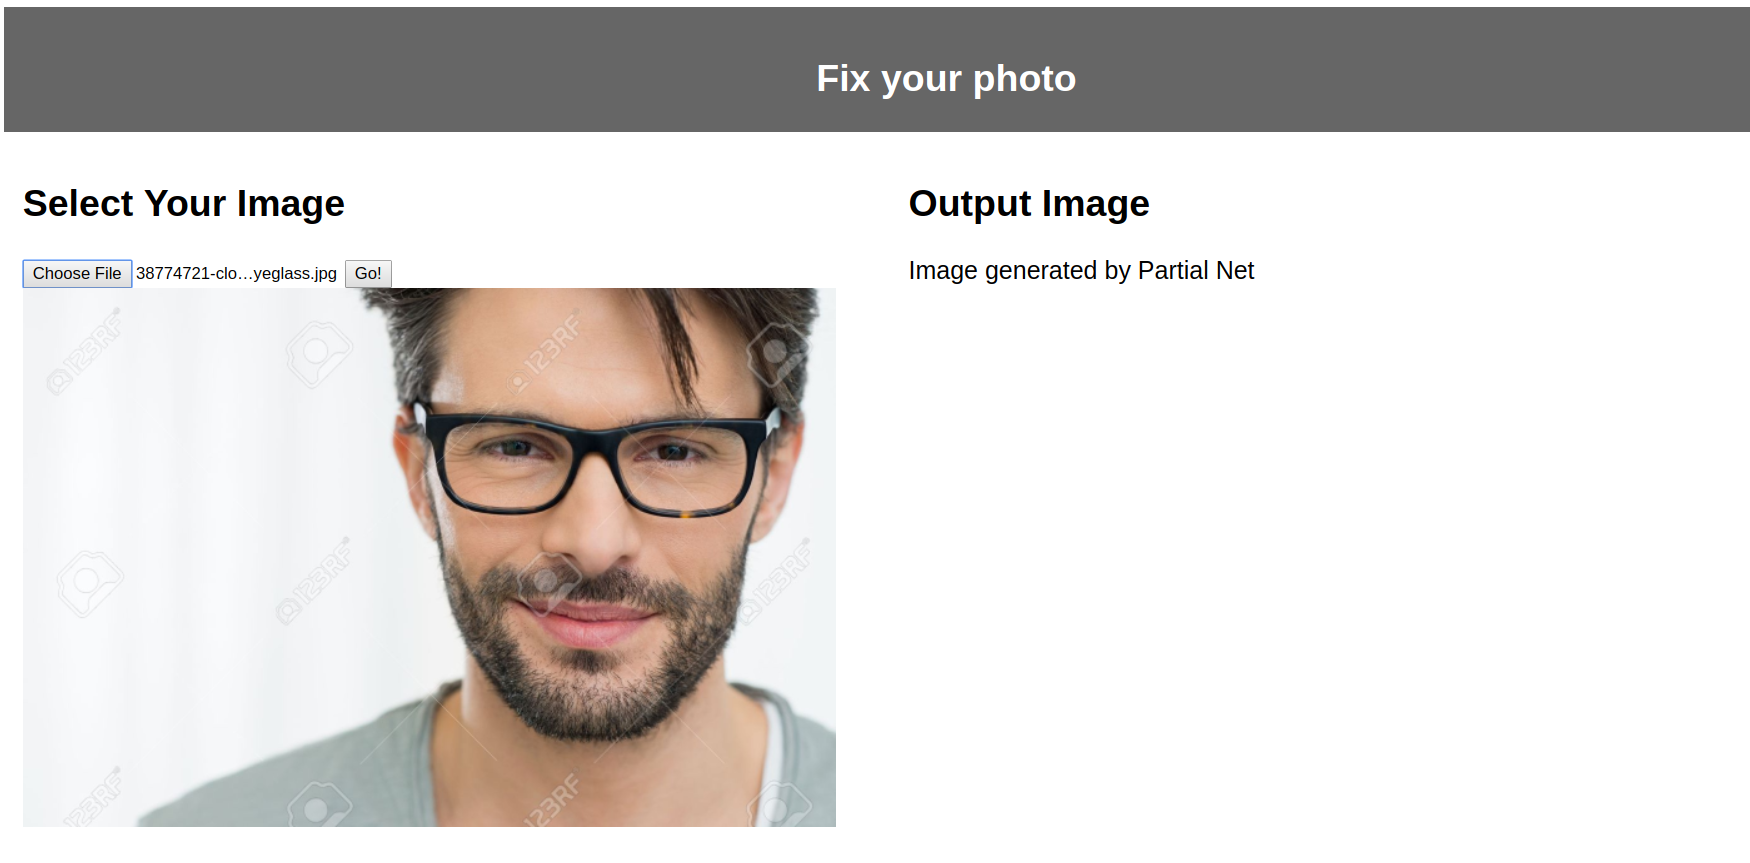 Fix your photo
Select Your Image
Choose File 38774721-clo…yeglass.jpg Go!
123RF
123RF
123RF
123RF
123RF
123RF
Output Image
Image generated by Partial Net